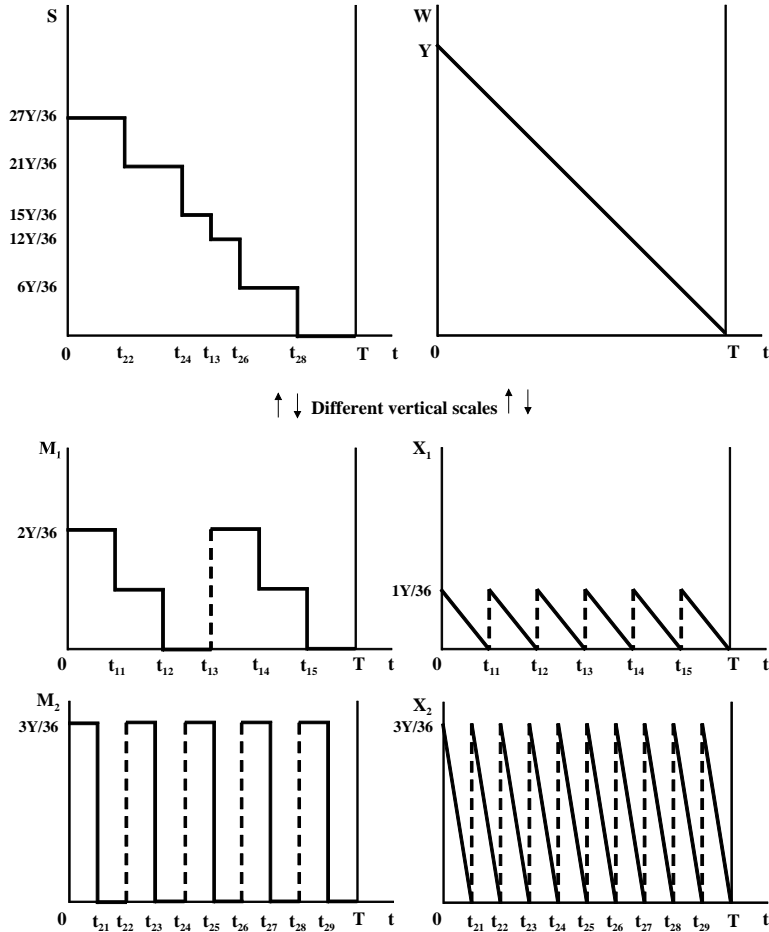 S
27Y/36
21Y/36
15Y/36
12Y/36
6Y/36
0 t₂₂ t₂₄ t₁₃ t₂₆ t₂₈ T t
W
Y
0 T t
↑ ↓ Different vertical scales ↑ ↓
M₁
2Y/36
0 t₁₁ t₁₂ t₁₃ t₁₄ t₁₅ T t
X₁
1Y/36
0 t₁₁ t₁₂ t₁₃ t₁₄ t₁₅ T t
M₂
3Y/36
0 t₂₁ t₂₂ t₂₃ t₂₄ t₂₅ t₂₆ t₂₇ t₂₈ t₂₉ T t
X₂
3Y/36
0 t₂₁ t₂₂ t₂₃ t₂₄ t₂₅ t₂₆ t₂₇ t₂₈ t₂₉ T t